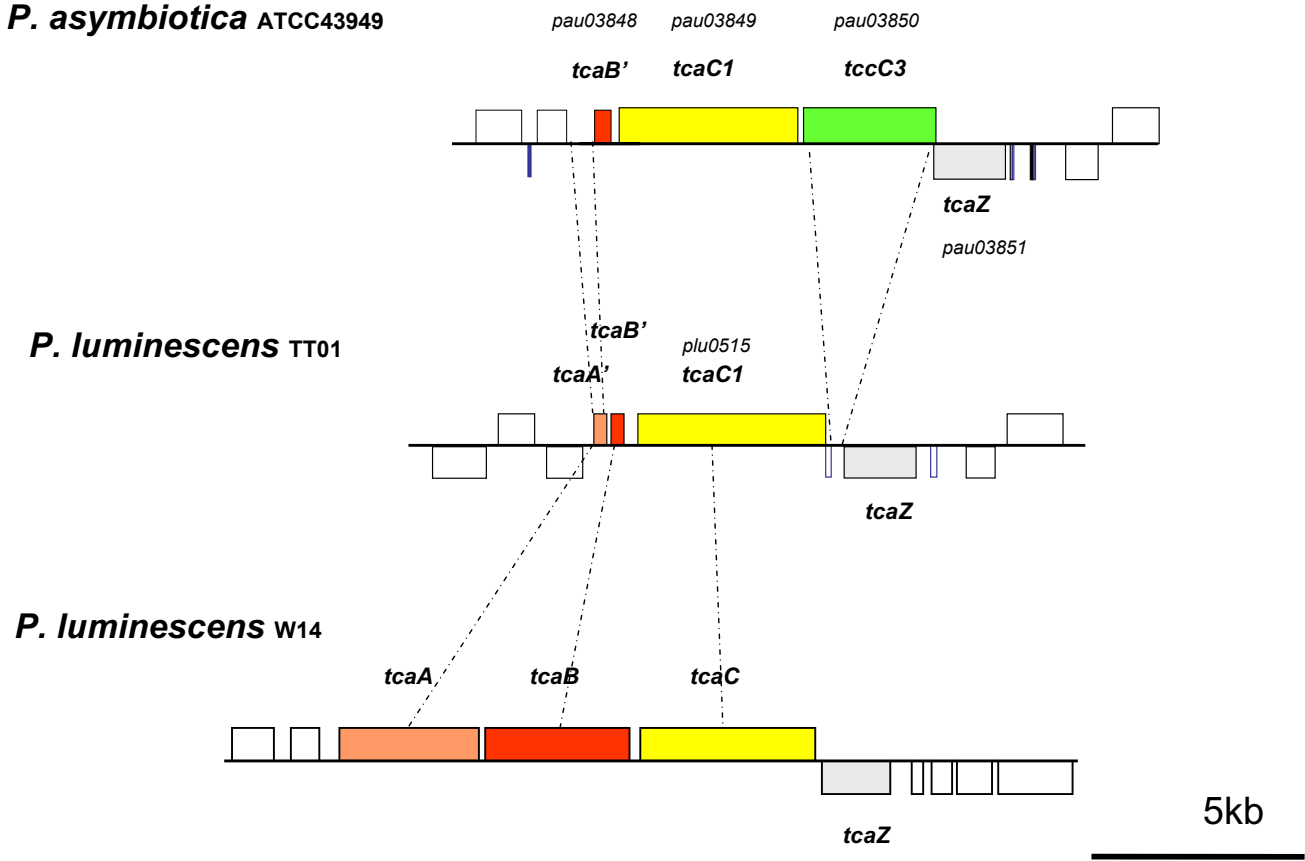 P. asymbiotica ATCC43949
pau03848 pau03849 pau03850
tcaB’ tcaC1 tccC3
tcaZ
pau03851
P. luminescens TT01
tcaB’
plu0515
tcaA’ tcaC1
tcaZ
P. luminescens W14
tcaA tcaB tcaC
5kb
tcaZ